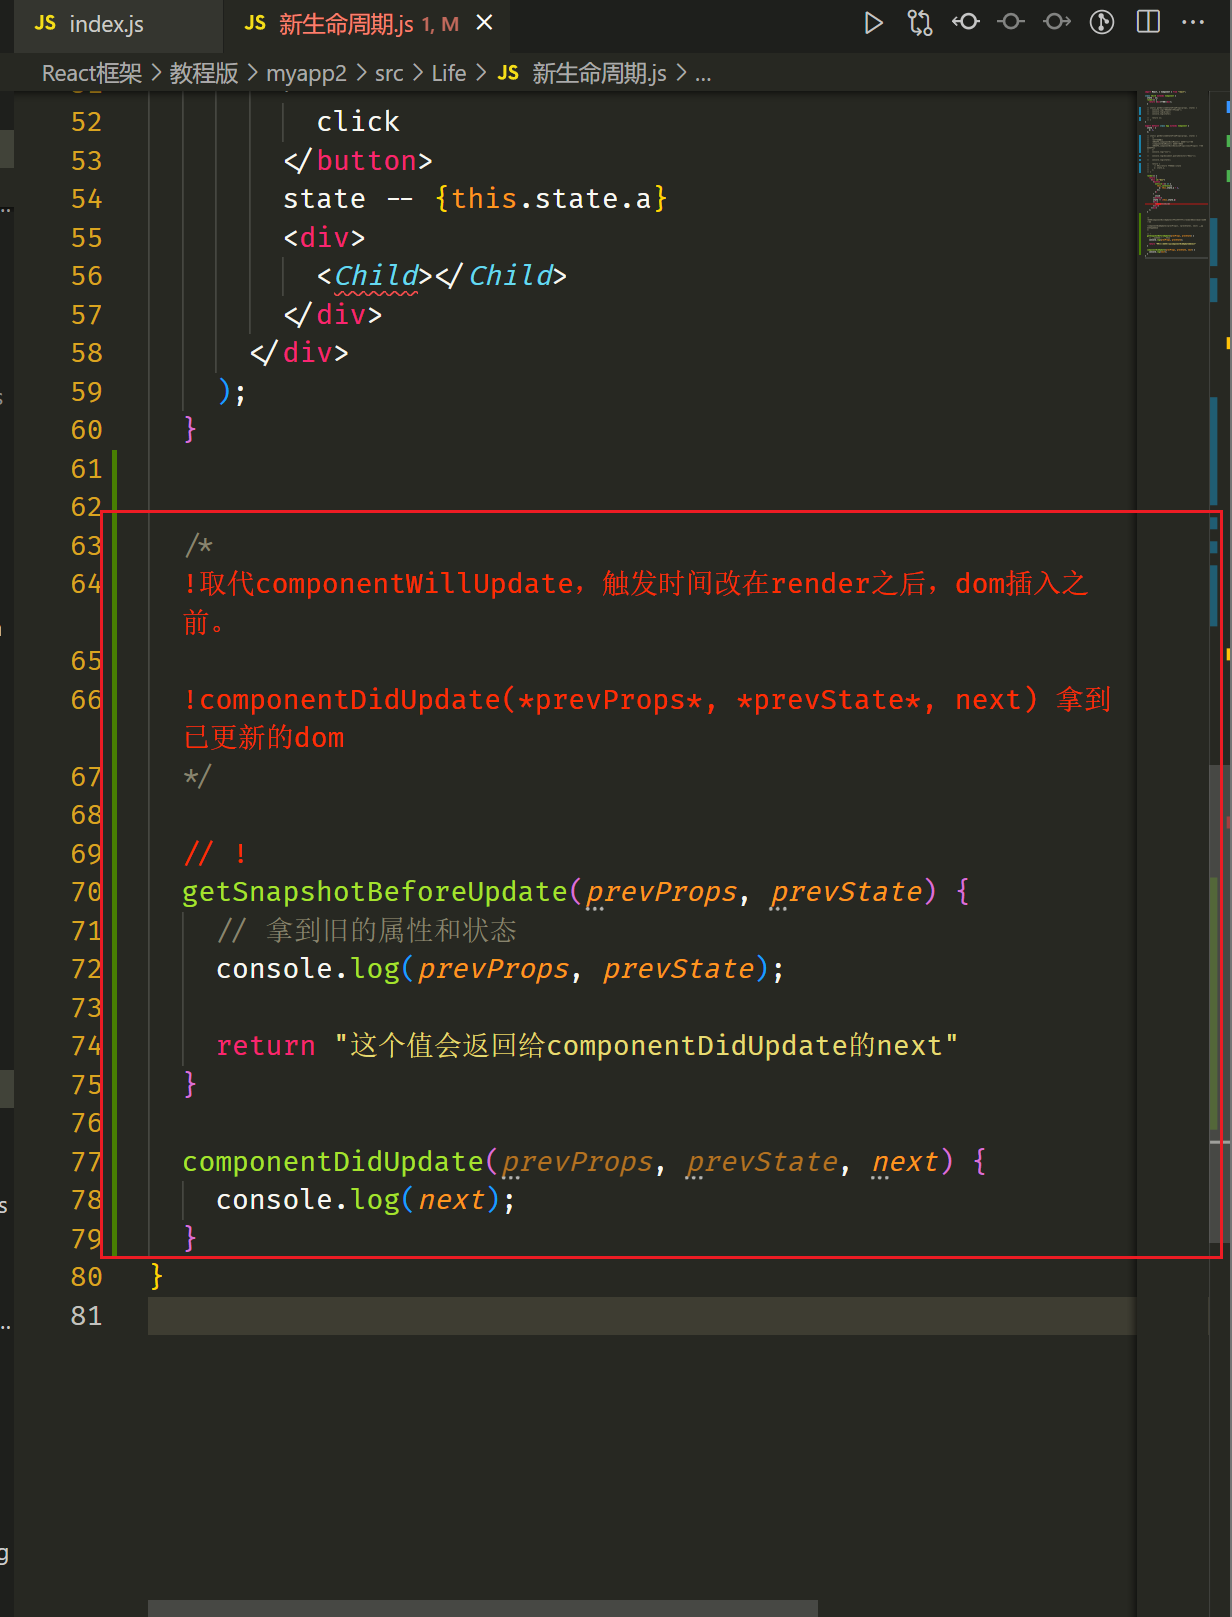 JS index.js
JS 新生命周期.js 1, M
React框架 > 教程版 > myapp2 > src > Life > JS 新生命周期.js > ...
52 click
53 </button>
54 state -- {this.state.a}
55 <div>
56 <Child></Child>
57 </div>
58 </div>
59 );
60 }
61
62
63 /*
64 !取代componentWillUpdate，触发时间改在render之后，dom插入之
前。
65
66 !componentDidUpdate(*prevProps*, *prevState*, next) 拿到
已更新的dom
67 */
68
69 // !
70 getSnapshotBeforeUpdate(prevProps, prevState) {
71 // 拿到旧的属性和状态
72 console.log(prevProps, prevState);
73
74 return "这个值会返回给componentDidUpdate的next"
75 }
76
77 componentDidUpdate(prevProps, prevState, next) {
78 console.log(next);
79 }
80 }
81